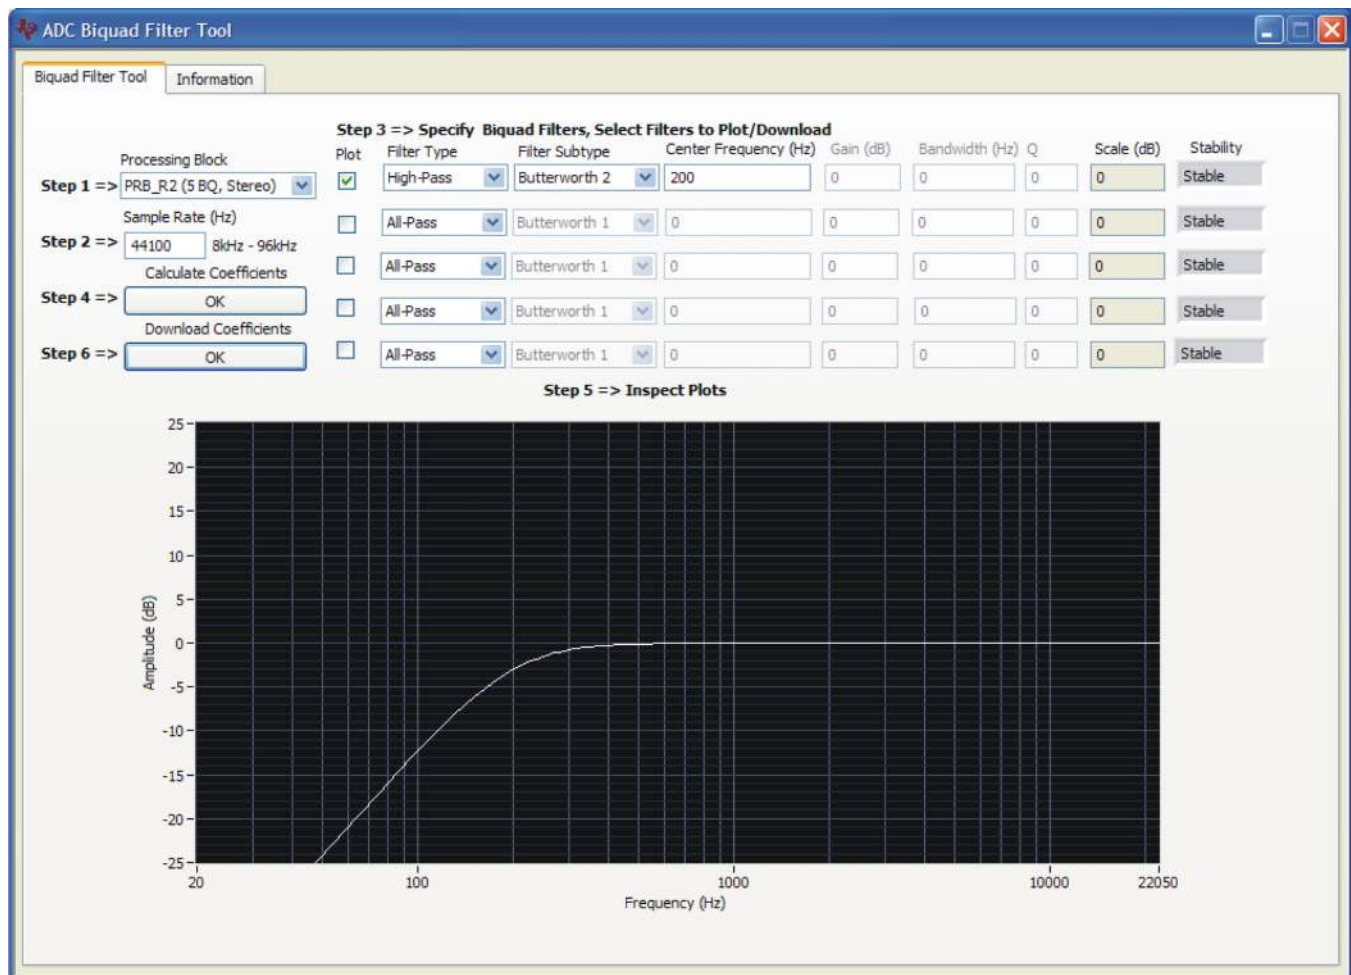 ADC Biquad Filter Tool
Biquad Filter Tool Information
Step 3 => Specify Biquad Filters, Select Filters to Plot/Download
Processing Block
Step 1 => PRB_R2 (5 BQ, Stereo)
Sample Rate (Hz)
Step 2 => 44100 8kHz - 96kHz
Calculate Coefficients
Step 4 => OK
Download Coefficients
Step 6 => OK
Plot Filter Type Filter Subtype Center Frequency (Hz) Gain (dB) Bandwidth (Hz) Q Scale (dB) Stability
High-Pass Butterworth 2 200 0 0 0 0 Stable
All-Pass Butterworth 1 0 0 0 0 0 Stable
All-Pass Butterworth 1 0 0 0 0 0 Stable
All-Pass Butterworth 1 0 0 0 0 0 Stable
All-Pass Butterworth 1 0 0 0 0 0 Stable
Step 5 => Inspect Plots
Amplitude (dB)
25
20
15
10
5
0
-5
-10
-15
-20
-25
20 100 1000 10000 22050
Frequency (Hz)